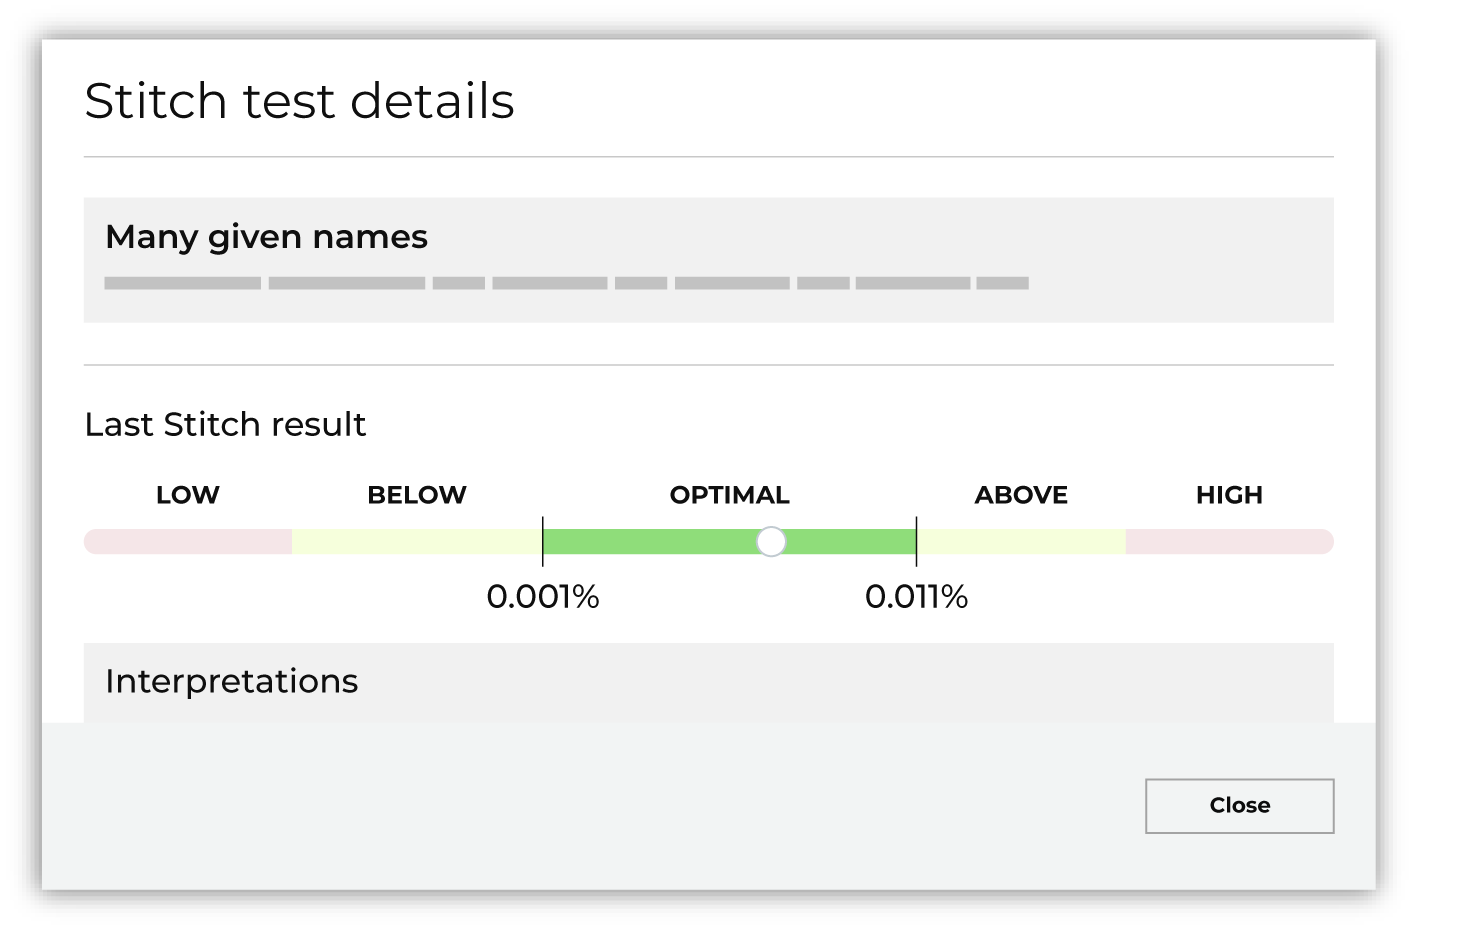 Stitch test details
Many given names
Last Stitch result
LOW BELOW OPTIMAL ABOVE HIGH
0.001% 0.011%
Interpretations
Close